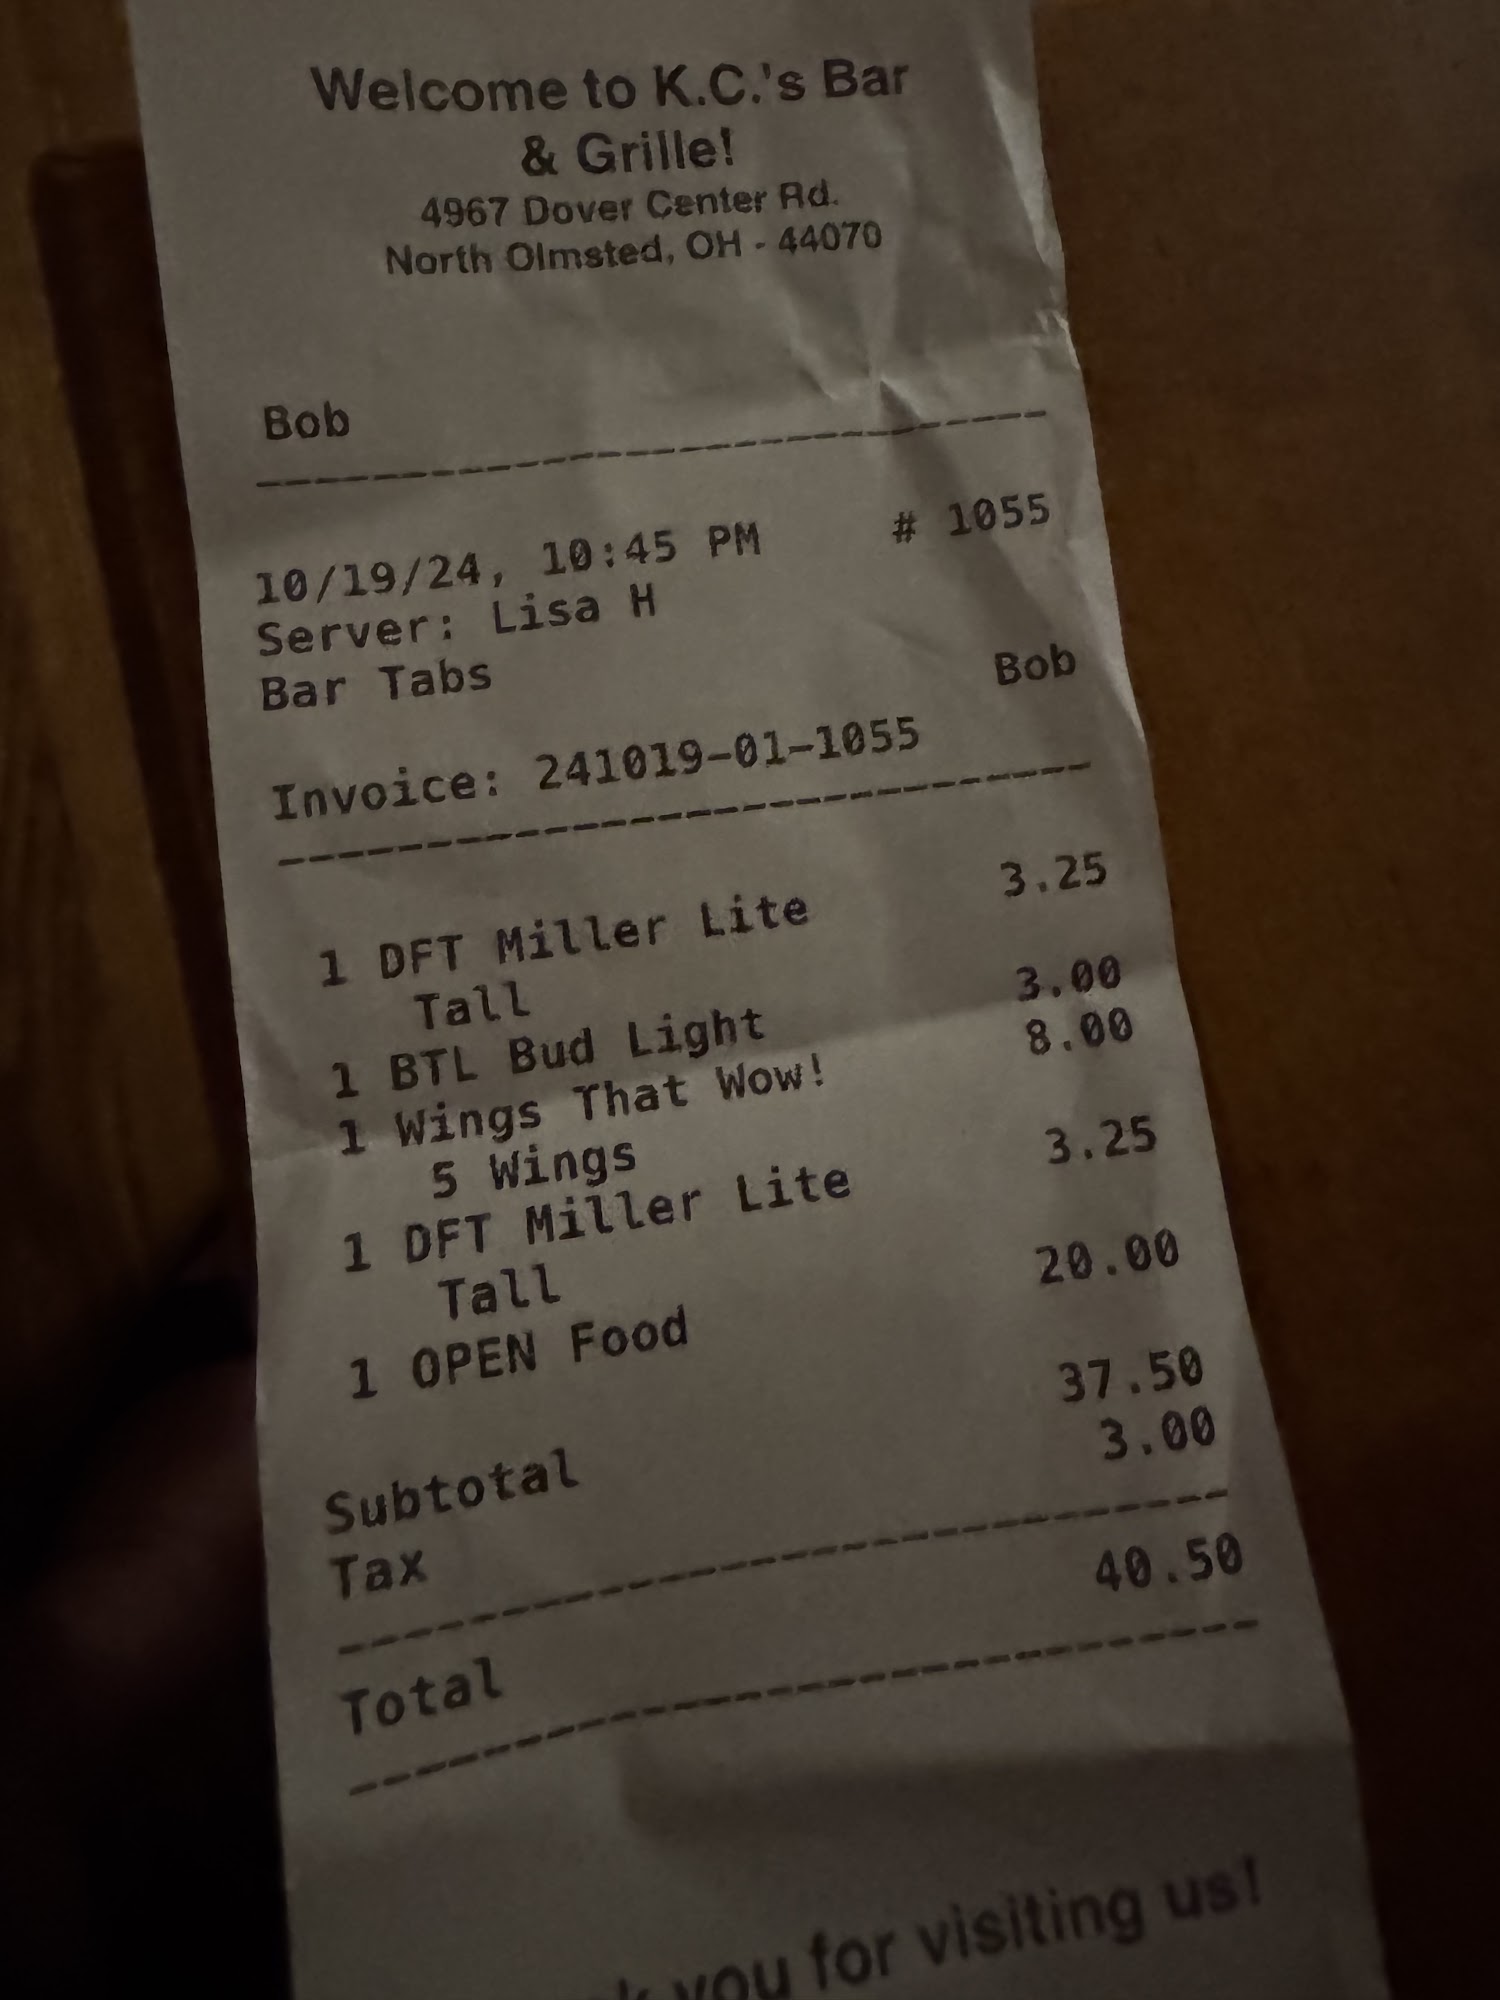 Welcome to K.C.'s Bar
& Grille!
4967 Dover Center Rd.
North Olmsted, OH - 44070
Bob
10/19/24, 10:45 PM # 1055
Server: Lisa H
Bar Tabs Bob
Invoice: 241019-01-1055
1 DFT Miller Lite 3.25
Tall
1 BTL Bud Light 3.00
1 Wings That Wow! 8.00
5 Wings
1 DFT Miller Lite 3.25
Tall
1 OPEN Food 20.00
Subtotal 37.50
Tax 3.00
Total 40.50
you for visiting us!